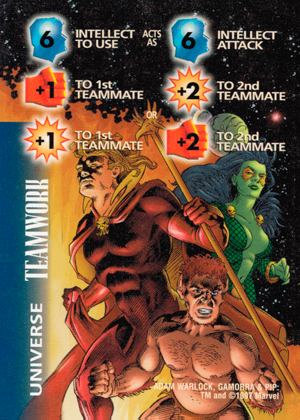 6 INTELLECT TO USE ACTS AS 6 INTELLECT ATTACK
+1 TO 1st TEAMMATE +2 TO 2nd TEAMMATE
OR
+1 TO 1st TEAMMATE +2 TO 2nd TEAMMATE
UNIVERSE TEAMWORK
ADAM WARLOCK, GAMORRA & PIP:
TM and ©1997 Marvel